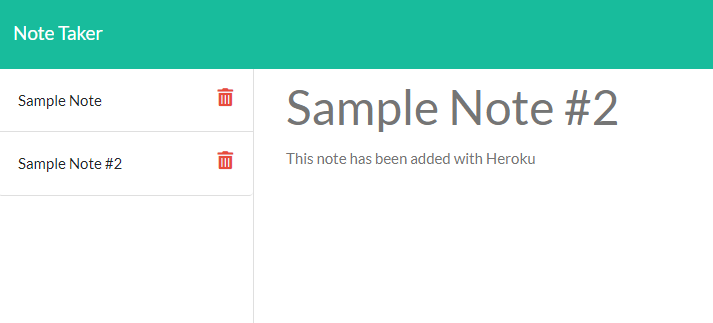 Note Taker
Sample Note
Sample Note #2
Sample Note #2
This note has been added with Heroku